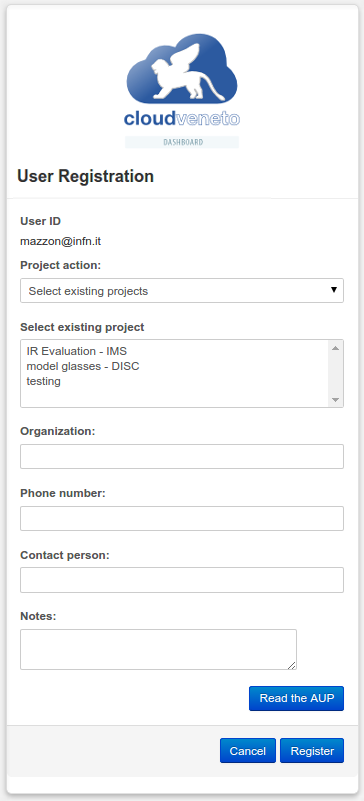 cloudveneto
DASHBOARD
User Registration
User ID
mazzon@infn.it
Project action:
Select existing projects
Select existing project
IR Evaluation - IMS
model glasses - DISC
testing
Organization:
Phone number:
Contact person:
Notes:
Read the AUP
Cancel
Register